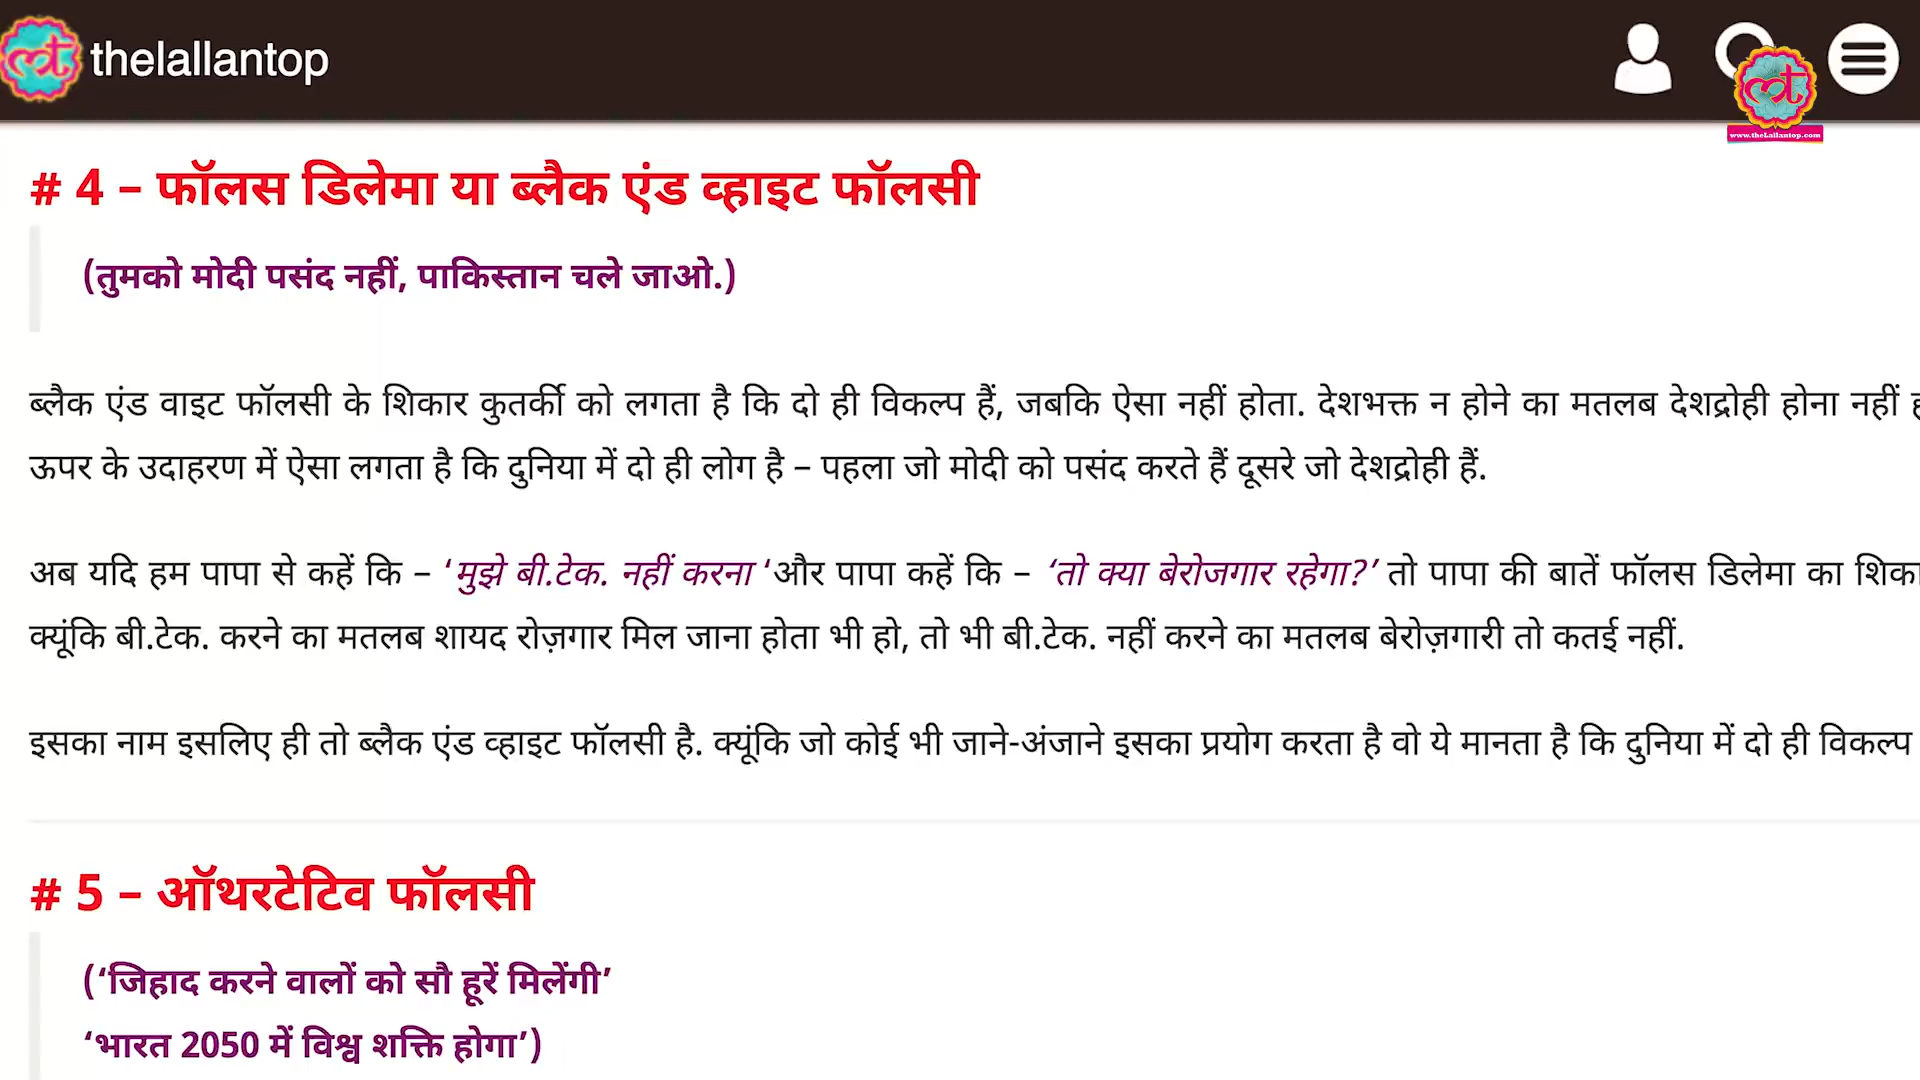 thelallantop
www.theLallantop.com
# 4 – फॉलस डिलेमा या ब्लैक एंड व्हाइट फॉलसी
(तुमको मोदी पसंद नहीं, पाकिस्तान चले जाओ.)
ब्लैक एंड वाइट फॉलसी के शिकार कुतर्की को लगता है कि दो ही विकल्प हैं, जबकि ऐसा नहीं होता. देशभक्त न होने का मतलब देशद्रोही होना नहीं
ऊपर के उदाहरण में ऐसा लगता है कि दुनिया में दो ही लोग है – पहला जो मोदी को पसंद करते हैं दूसरे जो देशद्रोही हैं.
अब यदि हम पापा से कहें कि – ‘मुझे बी.टेक. नहीं करना ‘और पापा कहें कि – ‘तो क्या बेरोजगार रहेगा?’ तो पापा की बातें फॉलस डिलेमा का
क्यूंकि बी.टेक. करने का मतलब शायद रोज़गार मिल जाना होता भी हो, तो भी बी.टेक. नहीं करने का मतलब बेरोज़गारी तो कतई नहीं.
इसका नाम इसलिए ही तो ब्लैक एंड व्हाइट फॉलसी है. क्यूंकि जो कोई भी जाने-अंजाने इसका प्रयोग करता है वो ये मानता है कि दुनिया में दो ही विकल्प
# 5 – ऑथरटेटिव फॉलसी
(‘जिहाद करने वालों को सौ हूरें मिलेंगी’
‘भारत 2050 में विश्व शक्ति होगा’)